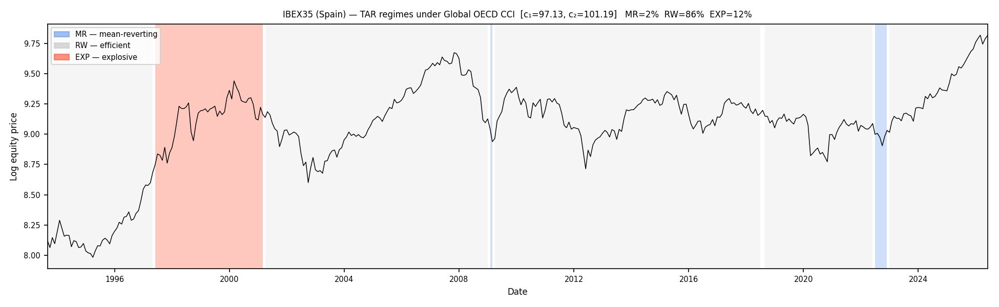 IBEX35 (Spain) — TAR regimes under Global OECD CCI  [c₁=97.13, c₂=101.19]   MR=2%  RW=86%  EXP=12%
MR — mean-reverting
RW — efficient
EXP — explosive
Log equity price
9.75
9.50
9.25
9.00
8.75
8.50
8.25
8.00
1996
2000
2004
2008
2012
2016
2020
2024
Date